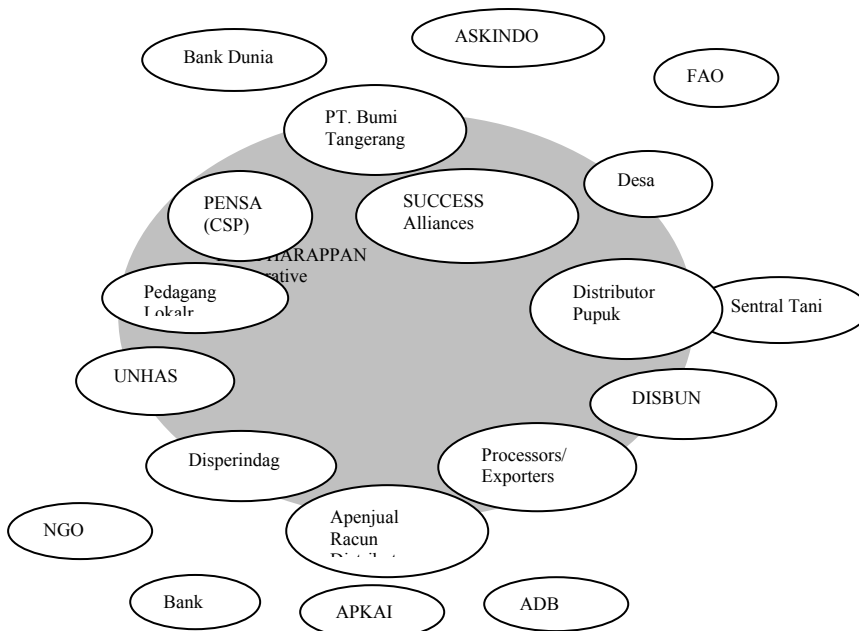 ASKINDO
Bank Dunia
FAO
PT. Bumi
Tangerang
Desa
PENSA
(CSP)
SUCCESS
Alliances
HARAPPAN
Pedagang
Lokalr
Distributor
Pupuk
Sentral Tani
UNHAS
DISBUN
Disperindag
Processors/
Exporters
Apenjual
Racun
NGO
Bank
APKAI
ADB